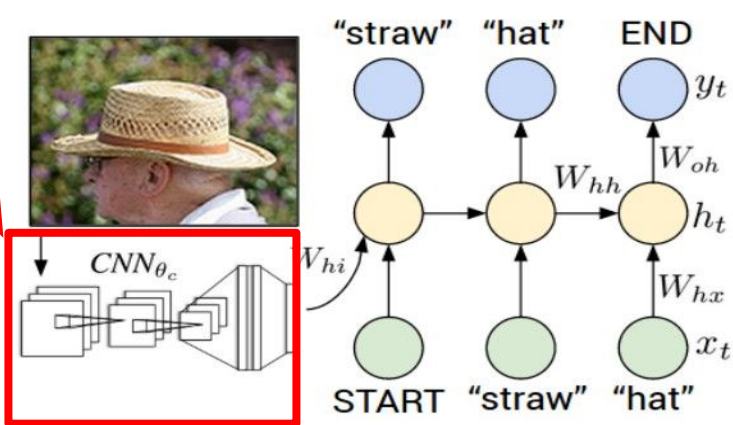 "straw" "hat" END
y_t
W_oh
W_hh
h_t
CNN_θc
W_hi
W_hx
x_t
START "straw" "hat"